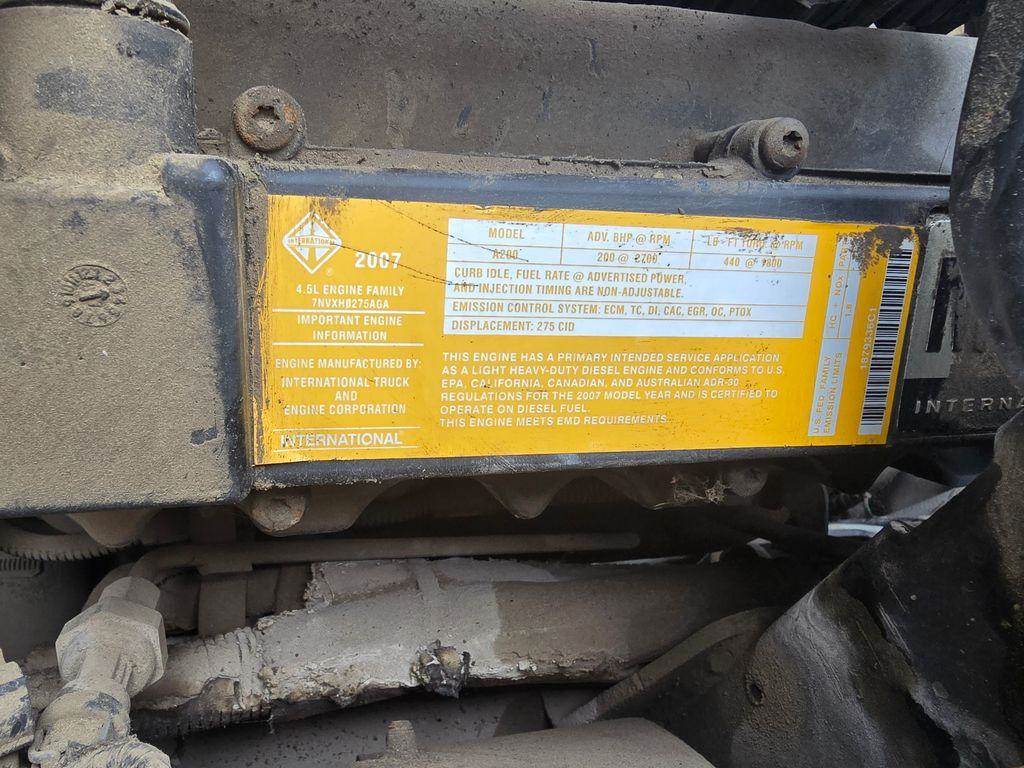 INTERNATIONAL
2007
4.5L ENGINE FAMILY
7NVXH0275AGA
IMPORTANT ENGINE
INFORMATION
ENGINE MANUFACTURED BY:
INTERNATIONAL TRUCK
AND
ENGINE CORPORATION
INTERNATIONAL®
MODEL
ADV. BHP @ RPM
LB - FT TORQ @ RPM
A200
200 @ 2700
440 @ 1800
CURB IDLE, FUEL RATE @ ADVERTISED POWER,
AND INJECTION TIMING ARE NON-ADJUSTABLE.
EMISSION CONTROL SYSTEM: ECM, TC, DI, CAC, EGR, OC, PTOX
DISPLACEMENT: 275 CID
THIS ENGINE HAS A PRIMARY INTENDED SERVICE APPLICATION
AS A LIGHT HEAVY-DUTY DIESEL ENGINE AND CONFORMS TO U.S.
EPA, CALIFORNIA, CANADIAN, AND AUSTRALIAN ADR-30
REGULATIONS FOR THE 2007 MODEL YEAR AND IS CERTIFIED TO
OPERATE ON DIESEL FUEL.
THIS ENGINE MEETS EMD REQUIREMENTS.
U.S. FED. FAMILY
EMISSION LIMITS
HC + NOx
1.8
1879336C1
INTERNA